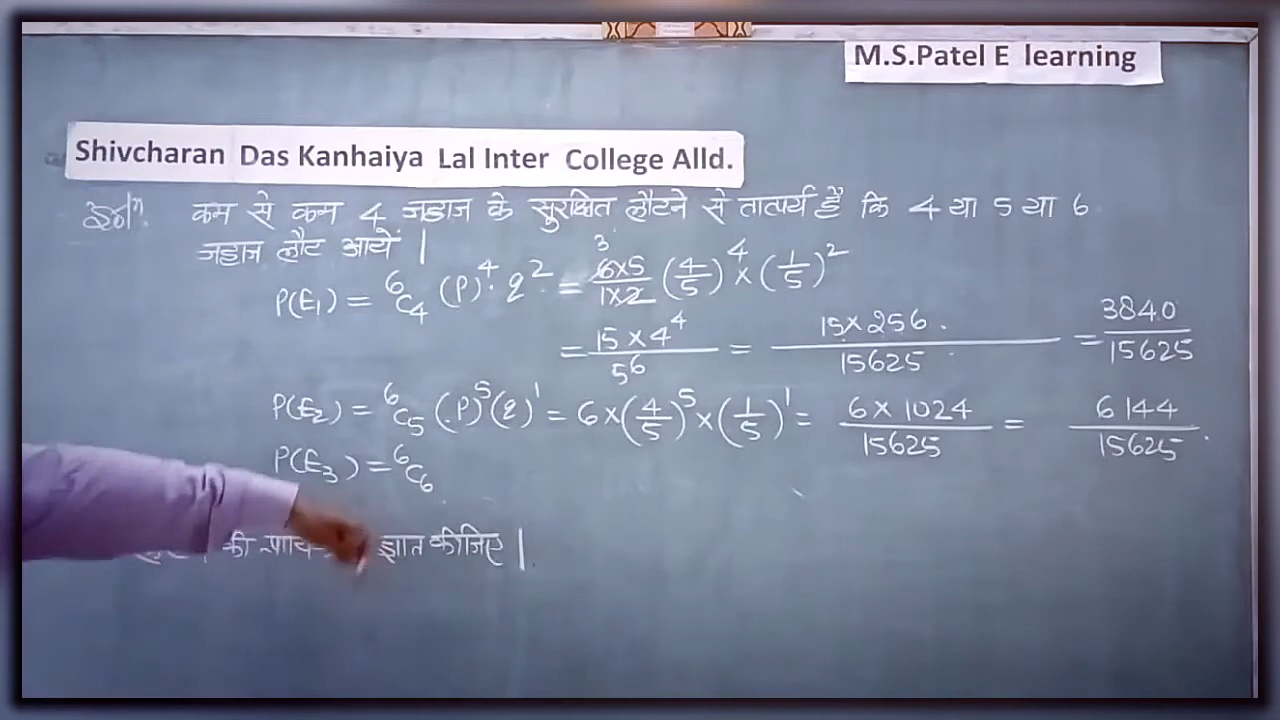 M.S.Patel E learning
Shivcharan Das Kanhaiya Lal Inter College Alld.
हल। कम से कम 4 जहाज के सुरक्षित लौटने से तात्पर्य है कि 4 या 5 या 6
जहाज लौट आयें |
P(E₁) = ⁶C₄ (P)⁴ · q² = 6×5/1×2 (4/5)⁴ × (1/5)²
3
= 15 × 4⁴/5⁶ = 15 × 256/15625 = 3840/15625
P(E₂) = ⁶C₅ (P)⁵ (q)¹ = 6 × (4/5)⁵ × (1/5)¹ = 6 × 1024/15625 = 6144/15625
P(E₃) = ⁶C₆
की ज्ञात कीजिए |